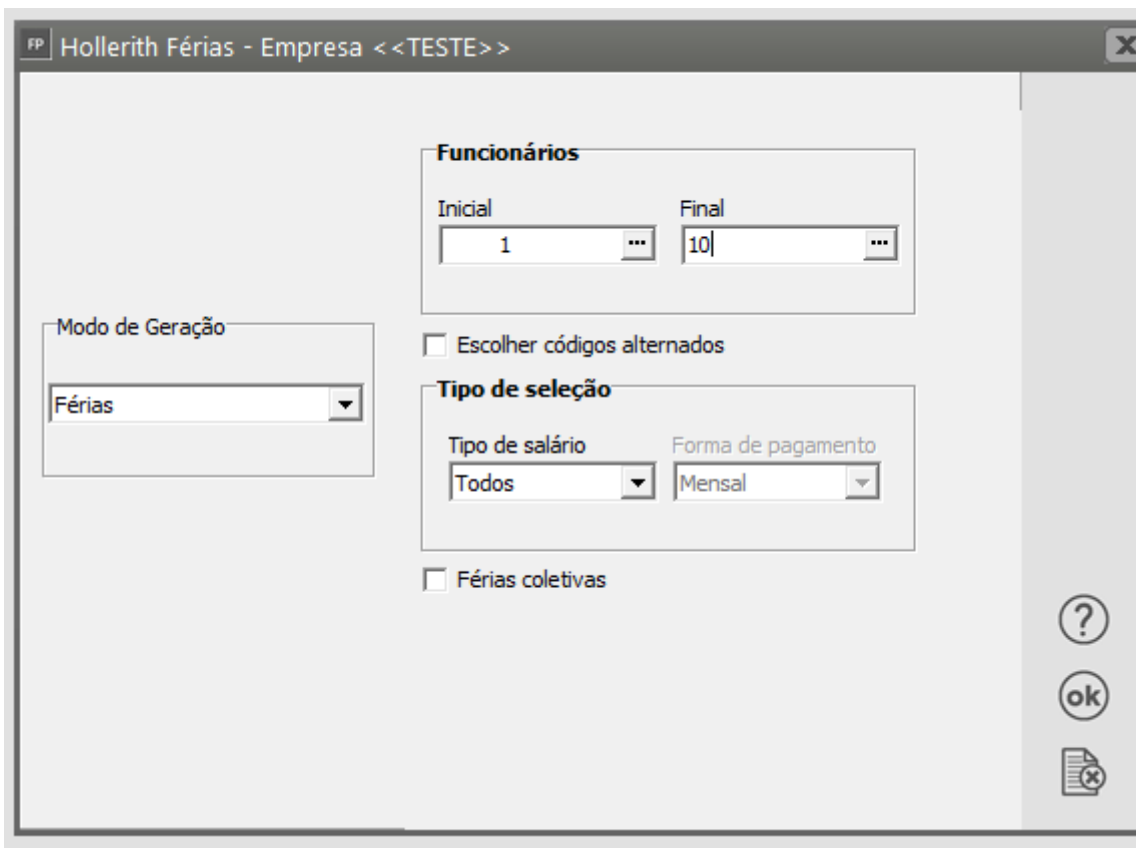 FP Hollerith Férias - Empresa <<TESTE>>
Funcionários
Inicial Final
1 ... 10 ...
Modo de Geração
Férias
Escolher códigos alternados
Tipo de seleção
Tipo de salário Forma de pagamento
Todos Mensal
Férias coletivas
?
ok